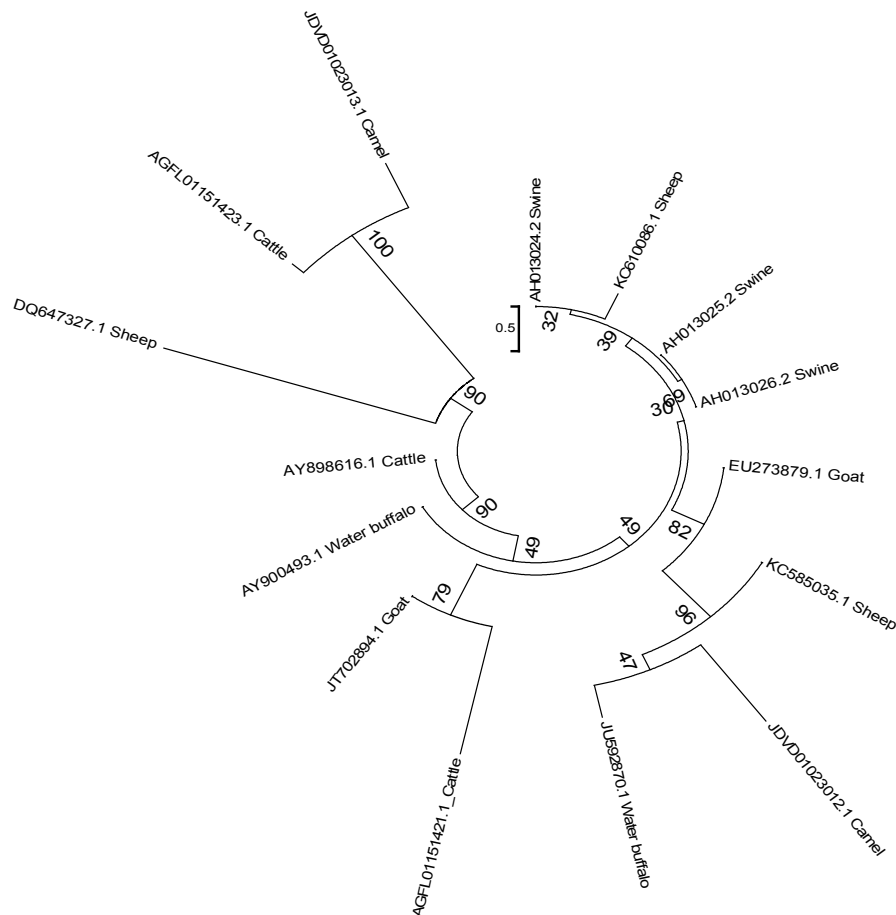 JDVD01023013.1 Camel
AGFL01151423.1 Cattle
DQ647327.1 Sheep
AH013024.2 Swine
KC610086.1 Sheep
AH013025.2 Swine
AH013026.2 Swine
EU273879.1 Goat
KC585035.1 Sheep
JDVD01023012.1 Camel
JU592870.1 Water buffalo
AGFL01151421.1_Cattle
JT702894.1 Goat
AY900493.1 Water buffalo
AY898616.1 Cattle
100
0.5
32
39
69
30
90
90
49
49
82
79
96
47